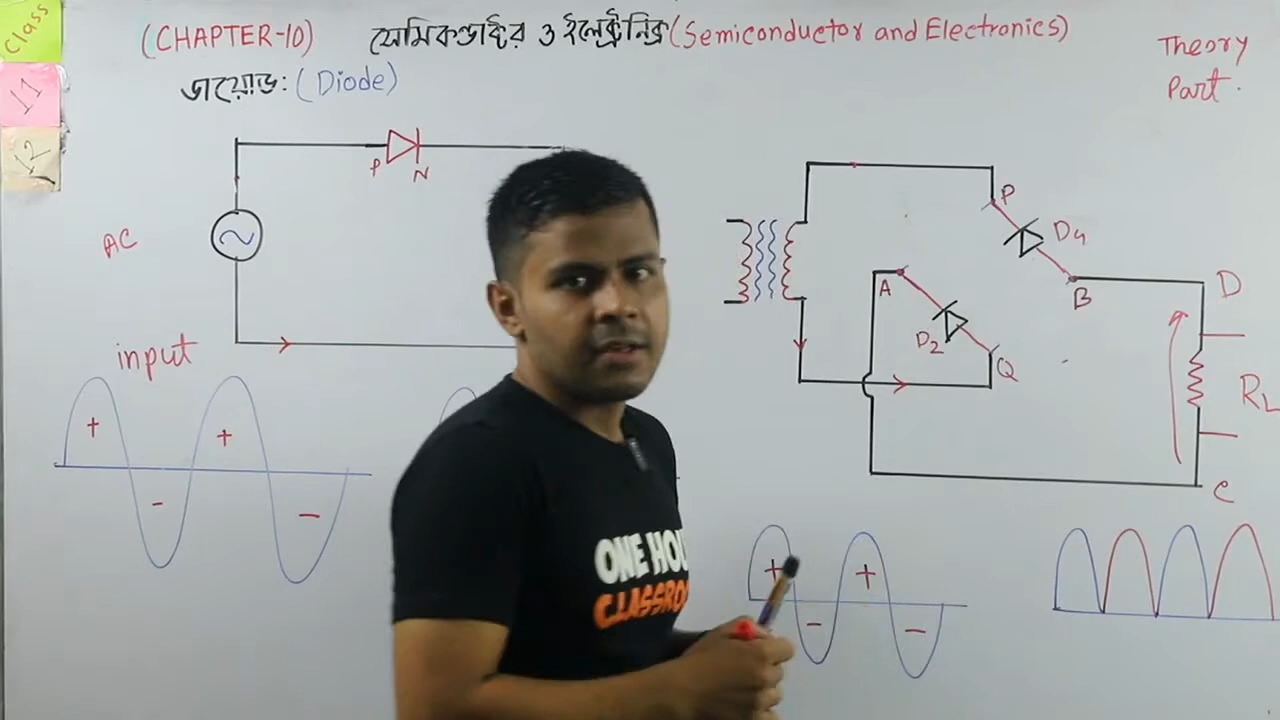 Class
11
12
(CHAPTER-10) সেমিকন্ডাক্টর ও ইলেক্ট্রনিক্স (Semiconductor and Electronics)
Theory
Part.
ডায়োড: (Diode)
P
N
AC
input
+
+
-
-
P
D4
B
D
A
D2
Q
RL
C
+
+
-
-
ONE HOU
CLASSRO